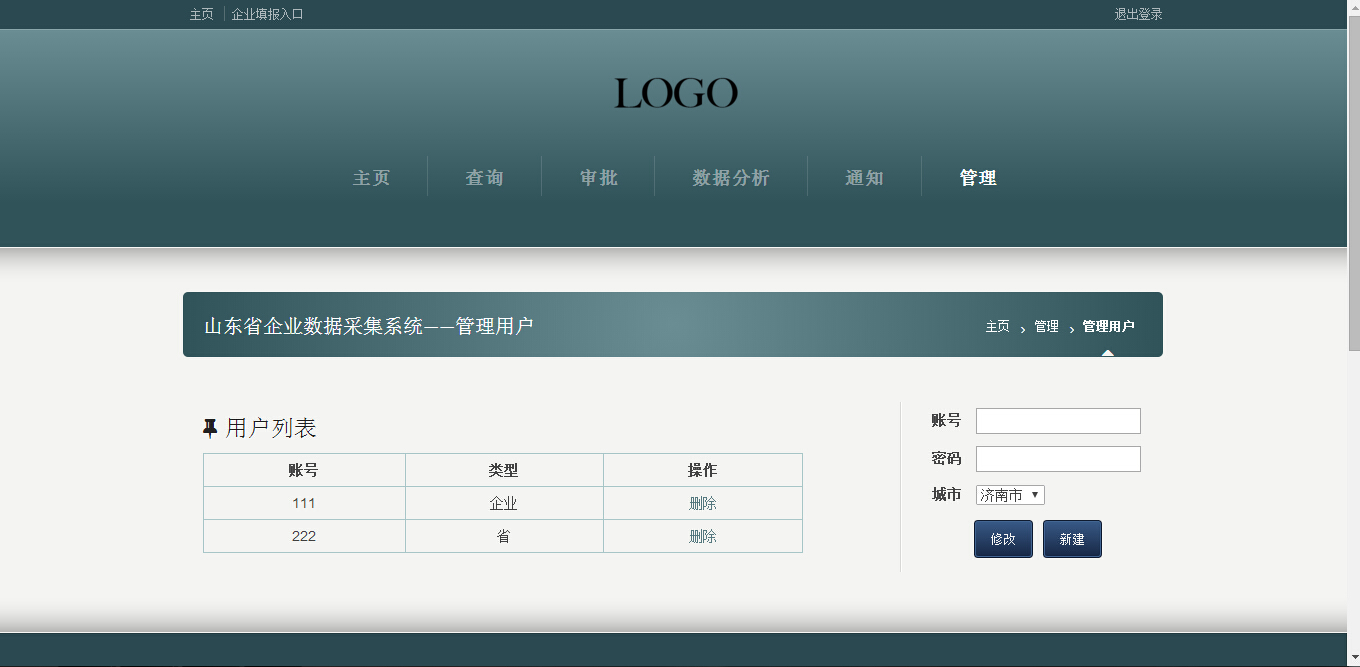 主页 企业填报入口 退出登录
LOGO
主页 查询 审批 数据分析 通知 管理
山东省企业数据采集系统——管理用户 主页 › 管理 › 管理用户
用户列表
账号 类型 操作
111 企业 删除
222 省 删除
账号
密码
城市 济南市
修改 新建